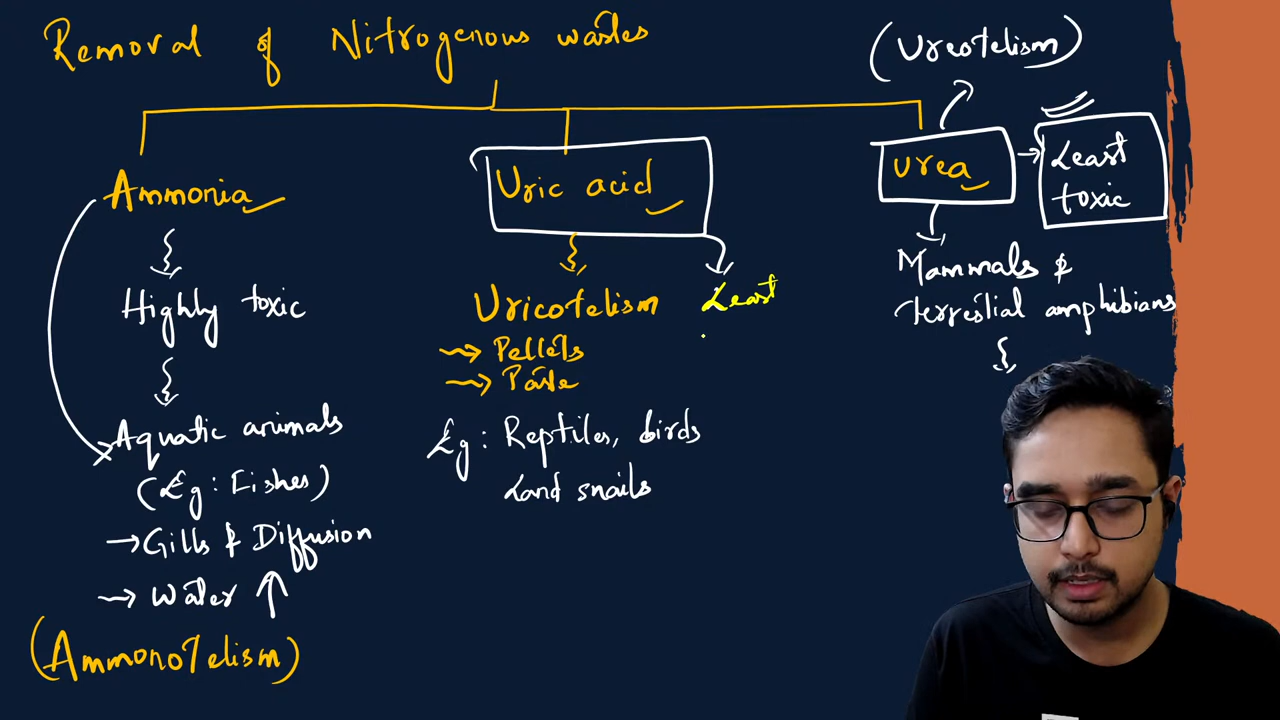 Removal of Nitrogenous wastes
Ammonia
Highly toxic
Aquatic animals
(Eg: Fishes)
→ Gills & Diffusion
→ Water ↑
(Ammonotelism)
Uric acid
Uricotelism
→ Pellets
→ Paste
Eg: Reptiles, birds
Land snails
Least
(Ureotelism)
urea → Least
toxic
Mammals &
Terrestial amphibians